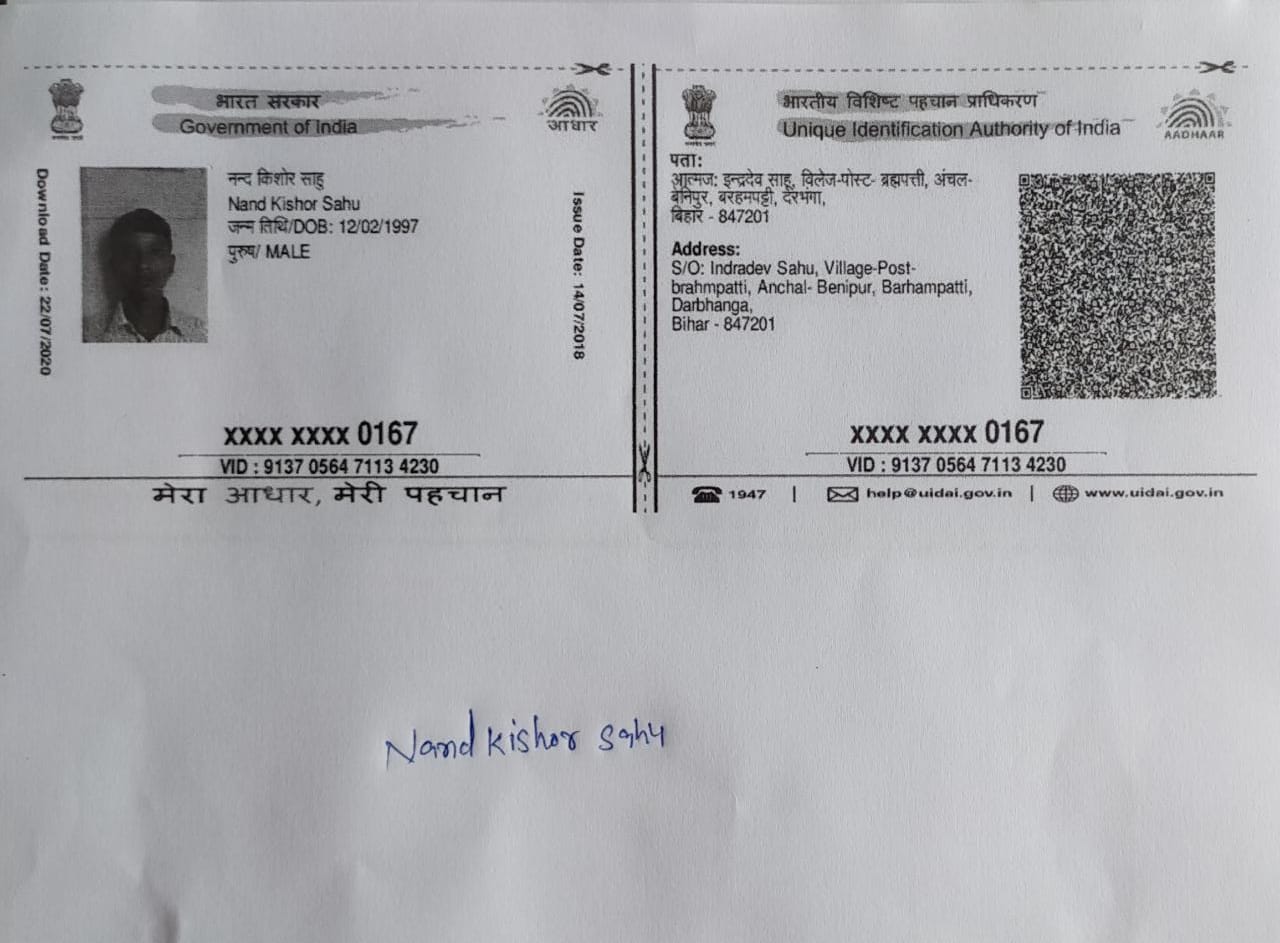 भारत सरकार
Government of India
आधार
Download Date: 22/07/2020
नन्द किशोर साहु
Nand Kishor Sahu
जन्म तिथि/DOB: 12/02/1997
पुरुष/ MALE
Issue Date: 14/07/2018
XXXX XXXX 0167
VID : 9137 0564 7113 4230
मेरा आधार, मेरी पहचान
भारतीय विशिष्ट पहचान प्राधिकरण
Unique Identification Authority of India
AADHAAR
पता:
आत्मज: इन्द्रदेव साहु, विलेज-पोस्ट- ब्रह्मपत्ती, अंचल-
बेनिपुर, बरहमपट्टी, दरभंगा,
बिहार - 847201
Address:
S/O: Indradev Sahu, Village-Post-
brahmpatti, Anchal- Benipur, Barhampatti,
Darbhanga,
Bihar - 847201
XXXX XXXX 0167
VID : 9137 0564 7113 4230
1947 | help@uidai.gov.in | www.uidai.gov.in
Nand kishor sahu